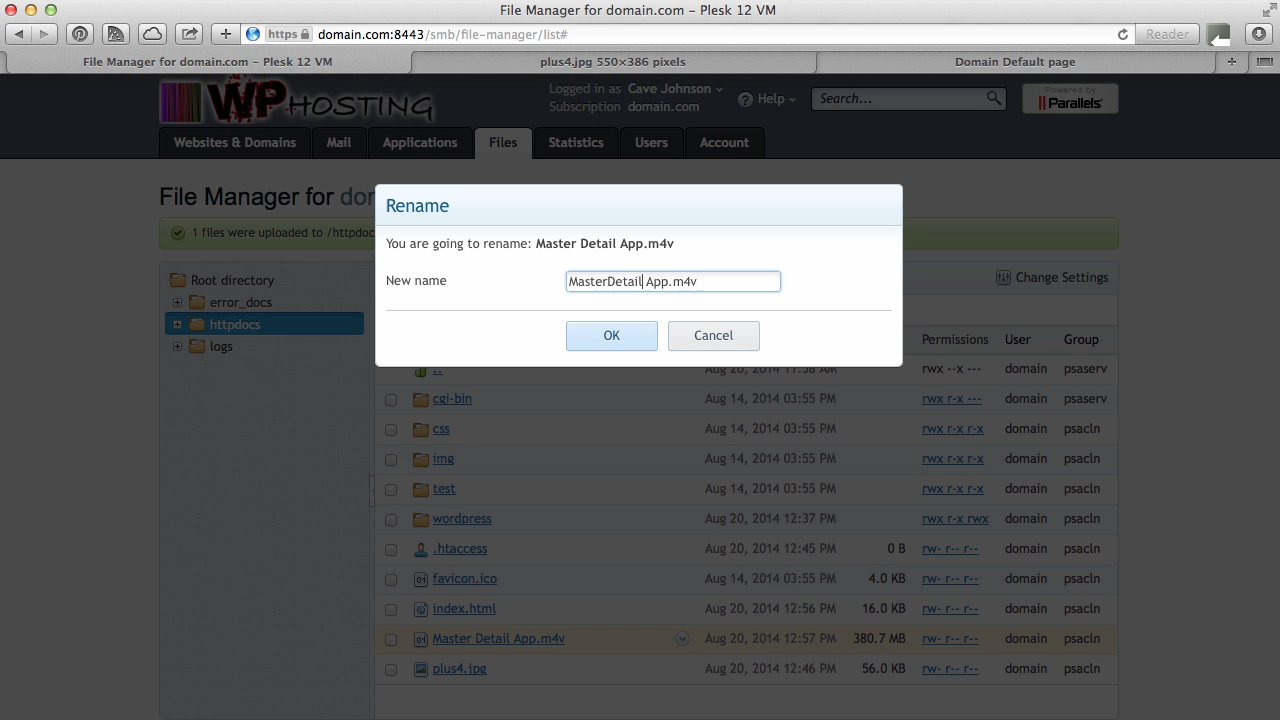 File Manager for domain.com – Plesk 12 VM
https domain.com:8443/smb/file-manager/list#
Reader
File Manager for domain.com – Plesk 12 VM
plus4.jpg 550×386 pixels
Domain Default page
WPHOSTING
Logged in as Cave Johnson
Subscription domain.com
Help
Search...
Powered by
Parallels
Websites & Domains
Mail
Applications
Files
Statistics
Users
Account
File Manager for do
1 files were uploaded to /httpdoc
Rename
You are going to rename: Master Detail App.m4v
New name
MasterDetail App.m4v
OK
Cancel
Root directory
error_docs
httpdocs
logs
Change Settings
Permissions User Group
.. Aug 20, 2014 11:58 AM rwx --x --- domain psaserv
cgi-bin Aug 14, 2014 03:55 PM rwx r-x --- domain psaserv
css Aug 14, 2014 03:55 PM rwx r-x r-x domain psacln
img Aug 14, 2014 03:55 PM rwx r-x r-x domain psacln
test Aug 14, 2014 03:55 PM rwx r-x r-x domain psacln
wordpress Aug 20, 2014 12:37 PM rwx r-x rwx domain psacln
.htaccess Aug 20, 2014 12:45 PM 0 B rw- r-- r-- domain psacln
favicon.ico Aug 14, 2014 03:55 PM 4.0 KB rw- r-- r-- domain psacln
index.html Aug 20, 2014 12:56 PM 16.0 KB rw- r-- r-- domain psacln
Master Detail App.m4v Aug 20, 2014 12:57 PM 380.7 MB rw- r-- r-- domain psacln
plus4.jpg Aug 20, 2014 12:46 PM 56.0 KB rw- r-- r-- domain psacln